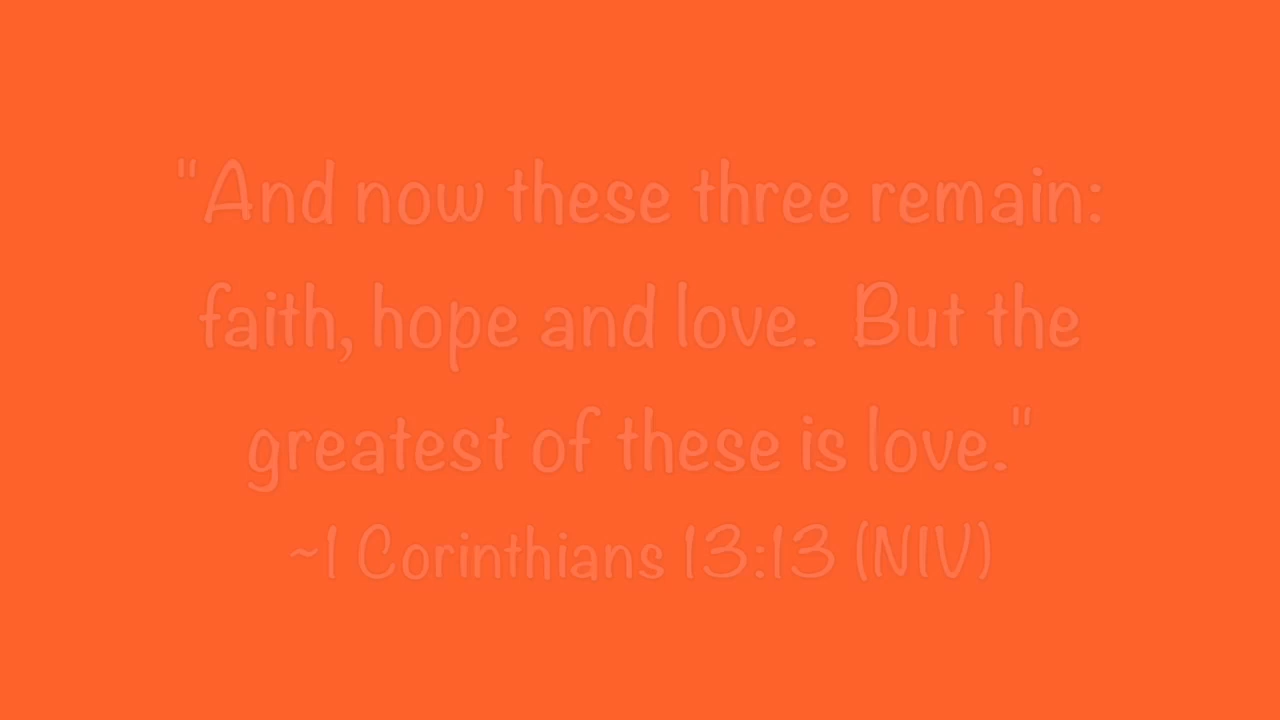 "And now these three remain:
faith, hope and love.  But the
greatest of these is love."
~1 Corinthians 13:13 (NIV)